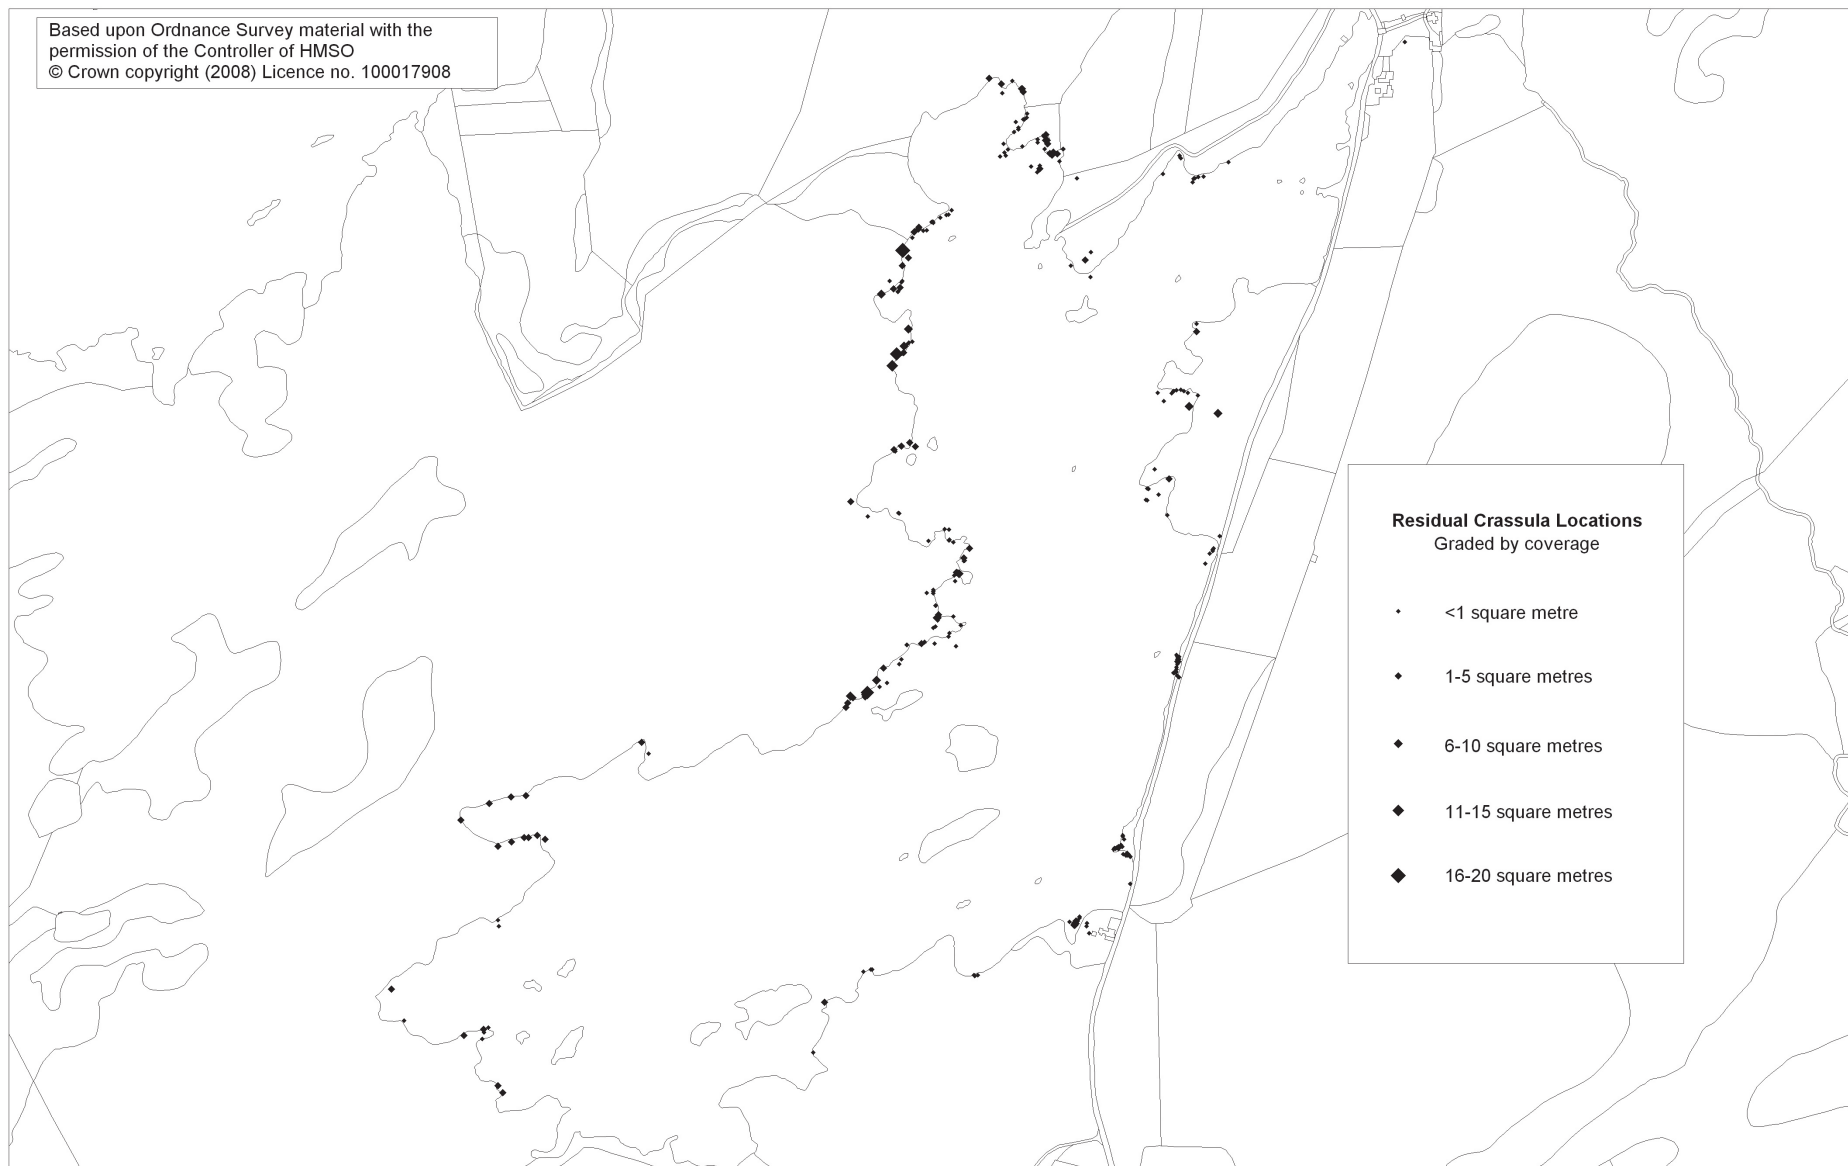 Based upon Ordnance Survey material with the
permission of the Controller of HMSO
© Crown copyright (2008) Licence no. 100017908
Residual Crassula Locations
Graded by coverage
<1 square metre
1-5 square metres
6-10 square metres
11-15 square metres
16-20 square metres